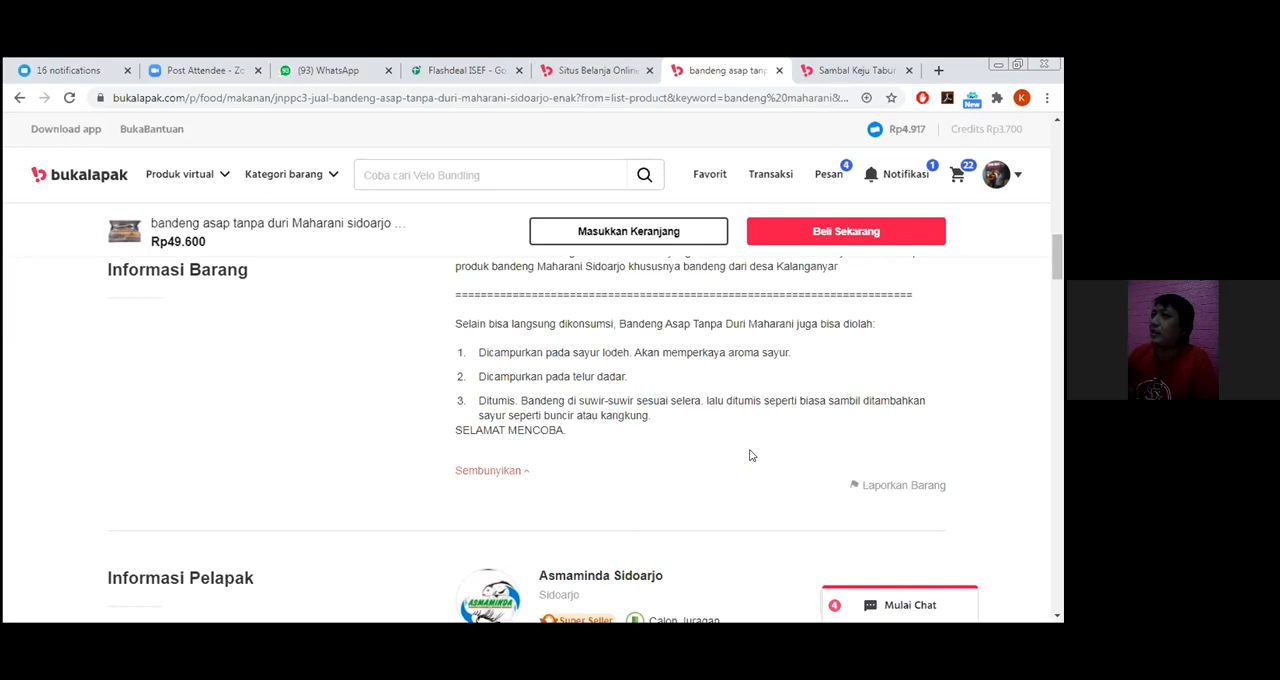 16 notifications
Post Attendee - Zo
(93) WhatsApp
Flashdeal ISEF - Go
Situs Belanja Online
bandeng asap tanp
Sambal Keju Tabur
bukalapak.com/p/food/makanan/jnppc3-jual-bandeng-asap-tanpa-duri-maharani-sidoarjo-enak?from=list-product&keyword=bandeng%20maharani&...
New
K
Download app
BukaBantuan
Rp4.917
Credits Rp3.700
bukalapak
Produk virtual
Kategori barang
Coba cari Velo Bundling
Favorit
Transaksi
Pesan
4
Notifikasi
1
22
bandeng asap tanpa duri Maharani sidoarjo ...
Rp49.600
Masukkan Keranjang
Beli Sekarang
Informasi Barang
produk bandeng Maharani Sidoarjo khususnya bandeng dari desa Kalanganyar
=======================================================================
Selain bisa langsung dikonsumsi, Bandeng Asap Tanpa Duri Maharani juga bisa diolah:
1. Dicampurkan pada sayur lodeh. Akan memperkaya aroma sayur.
2. Dicampurkan pada telur dadar.
3. Ditumis. Bandeng di suwir-suwir sesuai selera. lalu ditumis seperti biasa sambil ditambahkan
sayur seperti buncir atau kangkung.
SELAMAT MENCOBA.
Sembunyikan
Laporkan Barang
Informasi Pelapak
ASMAMINDA
Asmaminda Sidoarjo
Sidoarjo
Super Seller
Calon Juragan
4
Mulai Chat